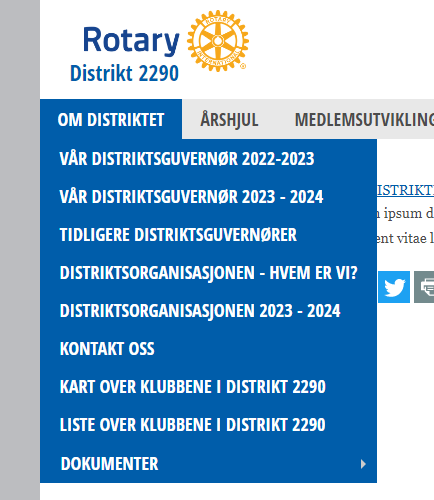 Rotary
Distrikt 2290
ROTARY
INTERNATIONAL
OM DISTRIKTET ÅRSHJUL MEDLEMSUTVIKLING
VÅR DISTRIKTSGUVERNØR 2022-2023
VÅR DISTRIKTSGUVERNØR 2023 - 2024
TIDLIGERE DISTRIKTSGUVERNØRER
DISTRIKTSORGANISASJONEN - HVEM ER VI?
DISTRIKTSORGANISASJONEN 2023 - 2024
KONTAKT OSS
KART OVER KLUBBENE I DISTRIKT 2290
LISTE OVER KLUBBENE I DISTRIKT 2290
DOKUMENTER
ipsum
vitae